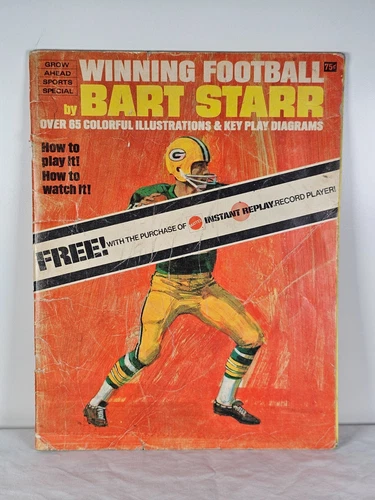 GROW
AHEAD
SPORTS
SPECIAL
75¢
WINNING FOOTBALL
by BART STARR
OVER 65 COLORFUL ILLUSTRATIONS & KEY PLAY DIAGRAMS
How to
play it!
How to
watch it!
G
FREE! WITH THE PURCHASE OF MATTEL INSTANT REPLAY RECORD PLAYER!